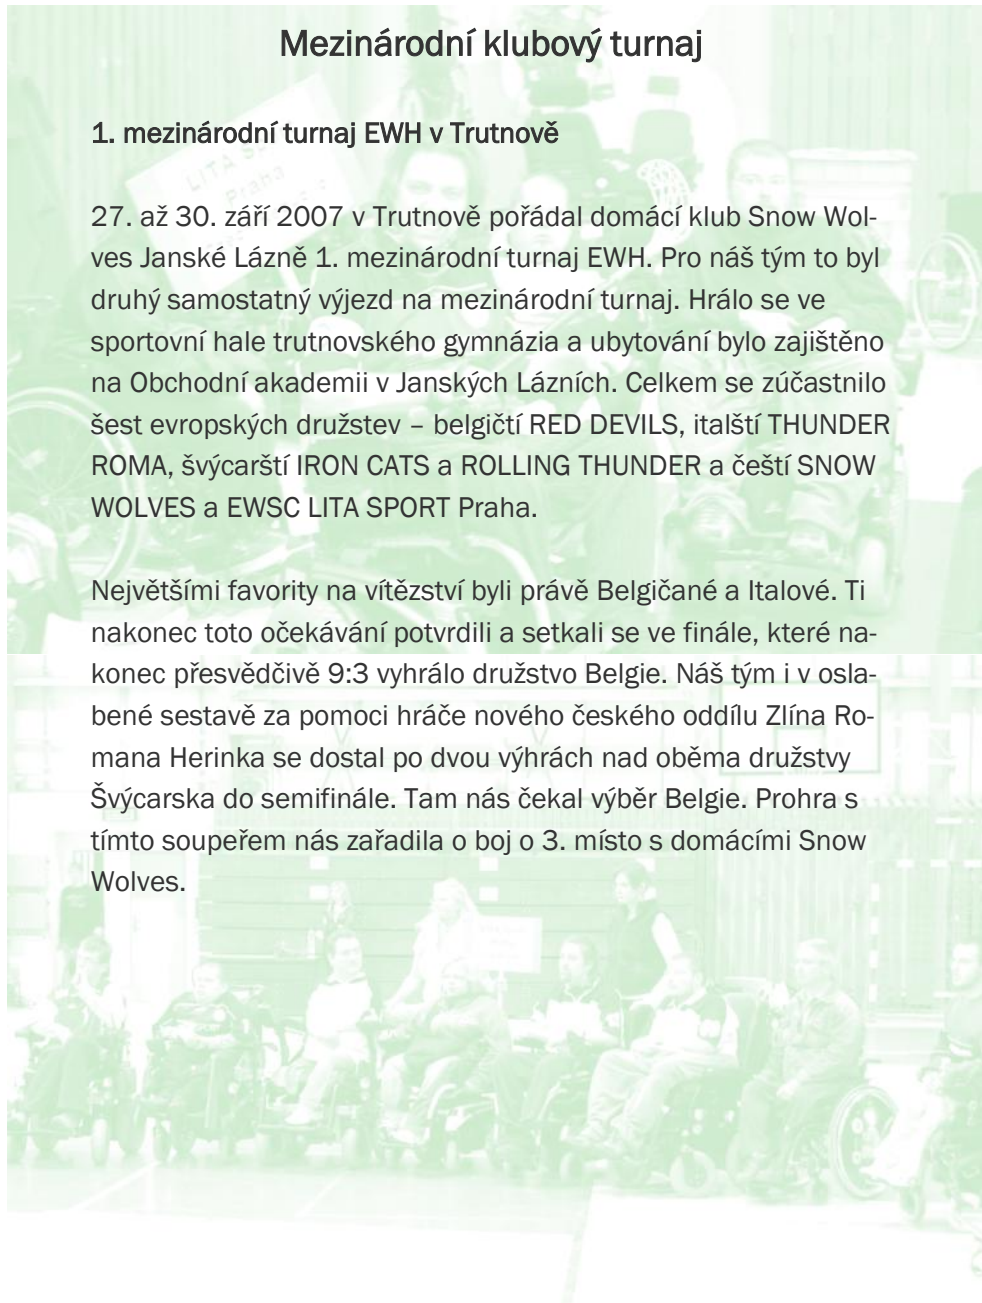 Mezinárodní klubový turnaj
1. mezinárodní turnaj EWH v Trutnově
27. až 30. září 2007 v Trutnově pořádal domácí klub Snow Wol-
ves Janské Lázně 1. mezinárodní turnaj EWH. Pro náš tým to byl
druhý samostatný výjezd na mezinárodní turnaj. Hrálo se ve
sportovní hale trutnovského gymnázia a ubytování bylo zajištěno
na Obchodní akademii v Janských Lázních. Celkem se zúčastnilo
šest evropských družstev – belgičtí RED DEVILS, italští THUNDER
ROMA, švýcarští IRON CATS a ROLLING THUNDER a čeští SNOW
WOLVES a EWSC LITA SPORT Praha.
Největšími favority na vítězství byli právě Belgičané a Italové. Ti
nakonec toto očekávání potvrdili a setkali se ve finále, které na-
konec přesvědčivě 9:3 vyhrálo družstvo Belgie. Náš tým i v osla-
bené sestavě za pomoci hráče nového českého oddílu Zlína Ro-
mana Herinka se dostal po dvou výhrách nad oběma družstvy
Švýcarska do semifinále. Tam nás čekal výběr Belgie. Prohra s
tímto soupeřem nás zařadila o boj o 3. místo s domácími Snow
Wolves.
LITA
Praha